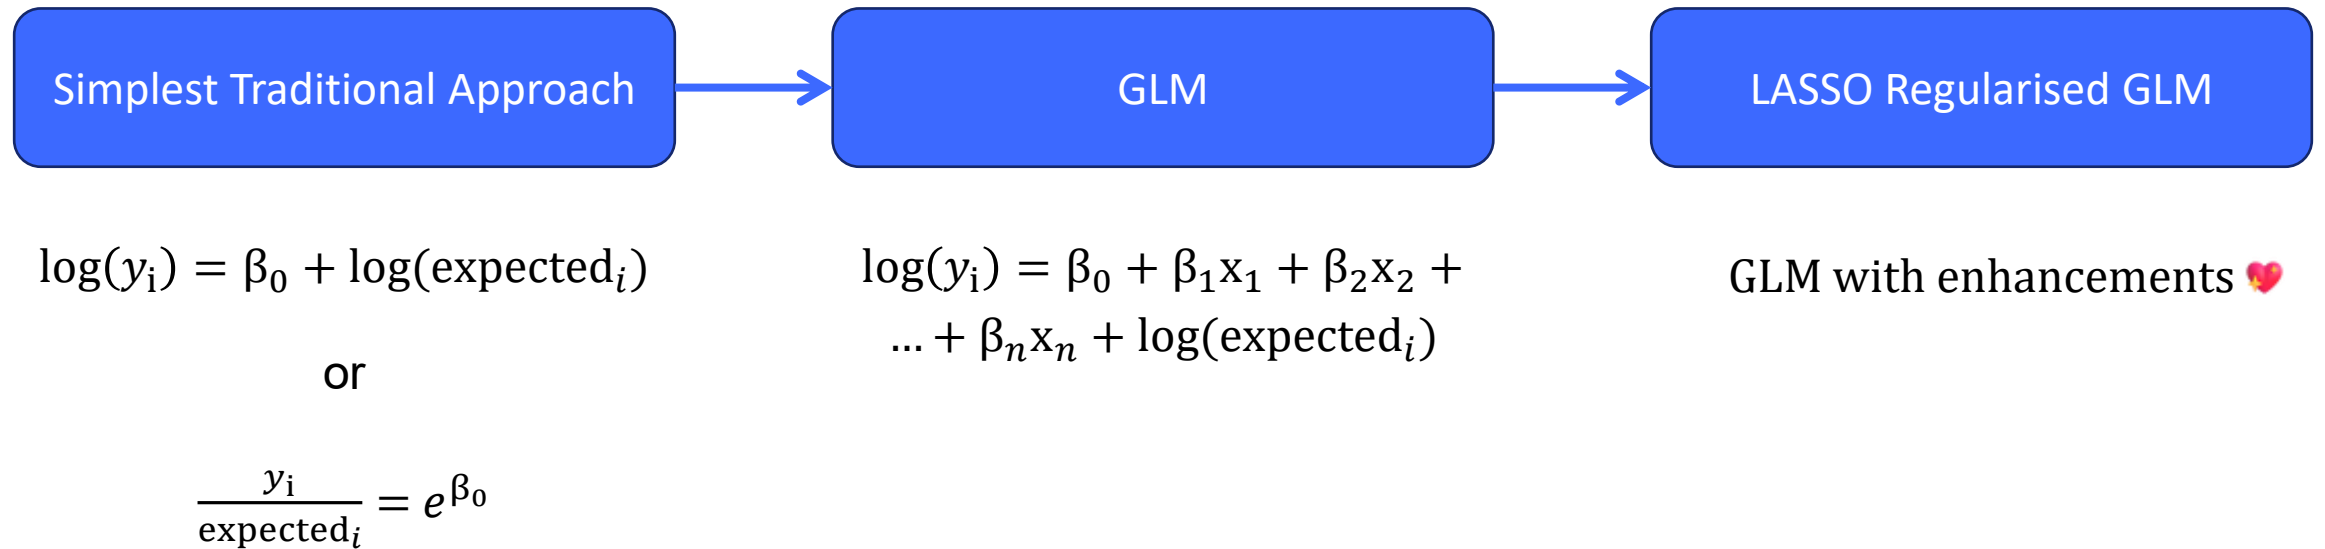 Simplest Traditional Approach
GLM
LASSO Regularised GLM
log(yᵢ) = β₀ + log(expectedᵢ)
or
yᵢ
expectedᵢ
= e^β₀
log(yᵢ) = β₀ + β₁x₁ + β₂x₂ +
... + βₙxₙ + log(expectedᵢ)
GLM with enhancements 💖